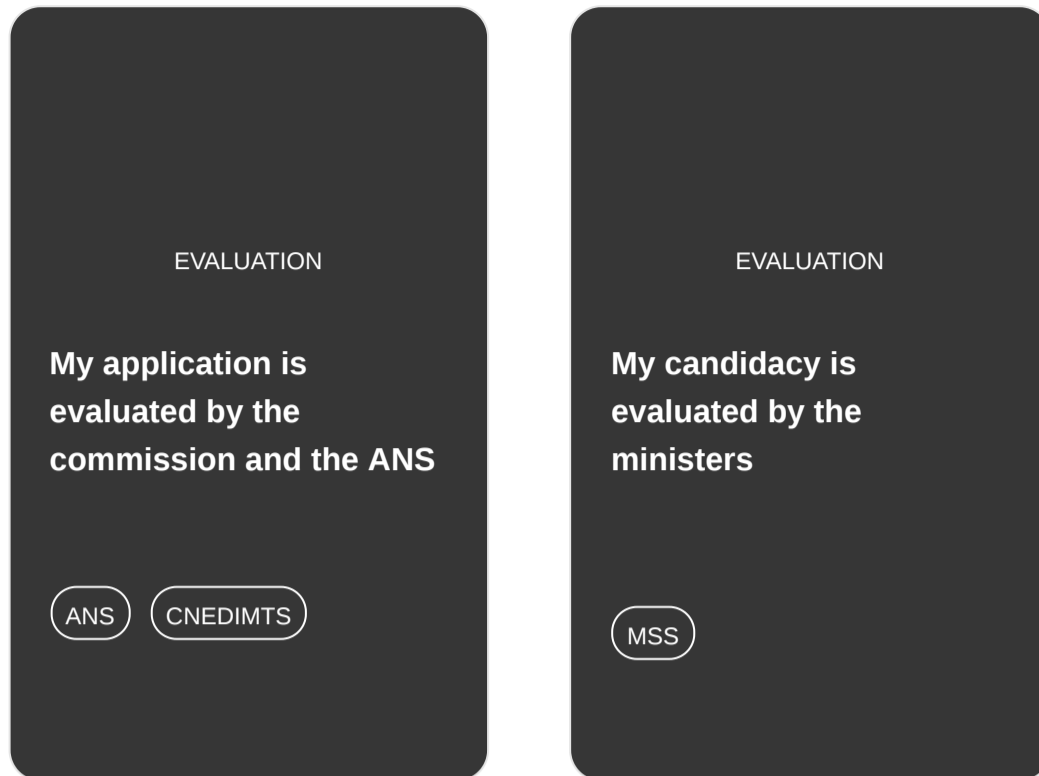 EVALUATION
My application is
evaluated by the
commission and the ANS
ANS CNEDIMTS
EVALUATION
My candidacy is
evaluated by the
ministers
MSS